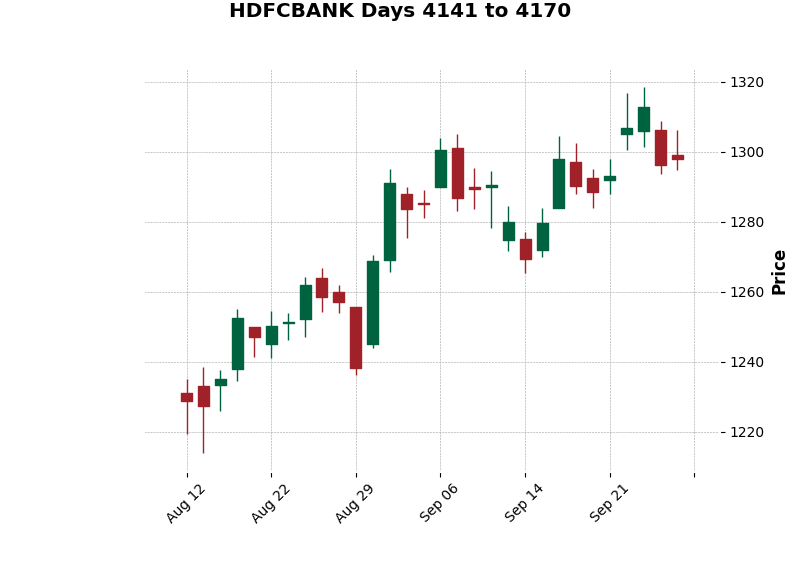 HDFCBANK Days 4141 to 4170
1320
1300
1280
1260
1240
1220
Price
Aug 12
Aug 22
Aug 29
Sep 06
Sep 14
Sep 21